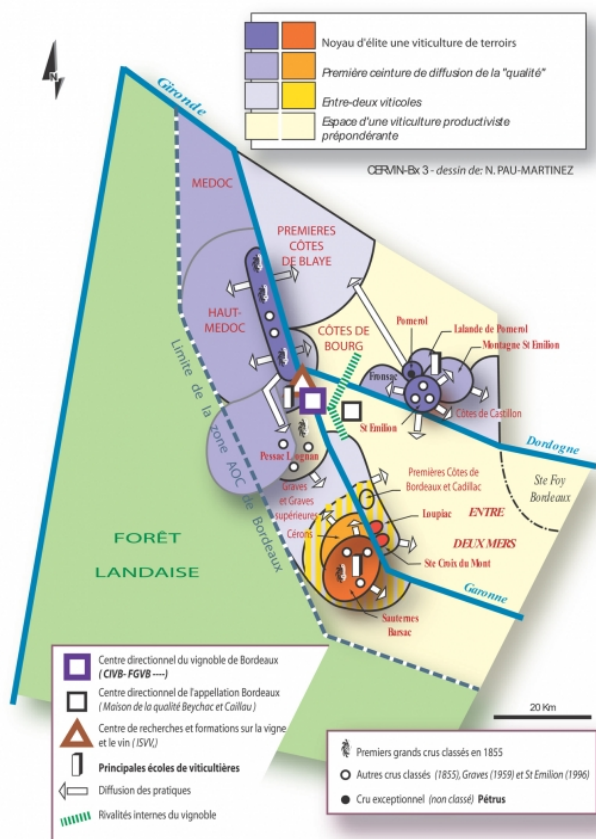 Noyau d'élite une viticulture de terroirs
Première ceinture de diffusion de la "qualité"
Entre-deux viticoles
Espace d'une viticulture productiviste
prépondérante
CERVIN-Bx 3 - dessin de: N. PAU-MARTINEZ
N
Gironde
MEDOC
PREMIERES
CÔTES
DE BLAYE
HAUT-
MEDOC
CÔTES DE
BOURG
Pomerol
Lalande de Pomerol
Montagne St Emilion
Fronsac
Côtes de Castillon
St Emilion
Dordogne
Limite de la zone AOC de Bordeaux
Pessac L ognan
Graves
et Graves
supérieures
Cérons
Premières Côtes de
Bordeaux et Cadillac
Loupiac
ENTRE
DEUX MERS
Ste Foy
Bordeaux
Ste Croix du Mont
Garonne
Sauternes
Barsac
FORÊT
LANDAISE
20 Km
Centre directionnel du vignoble de Bordeaux
( CIVB- FGVB ----)
Centre directionnel de l'appellation Bordeaux
( Maison de la qualité Beychac et Caillau )
Centre de recherches et formations sur la vigne
et le vin ( ISVV,)
Principales écoles de viticultières
Diffusion des pratiques
Rivalités internes du vignoble
Premiers grands crus classés en 1855
Autres crus classés (1855), Graves (1959) et St Emilion (1996)
Cru exceptionnel (non classé) Pétrus